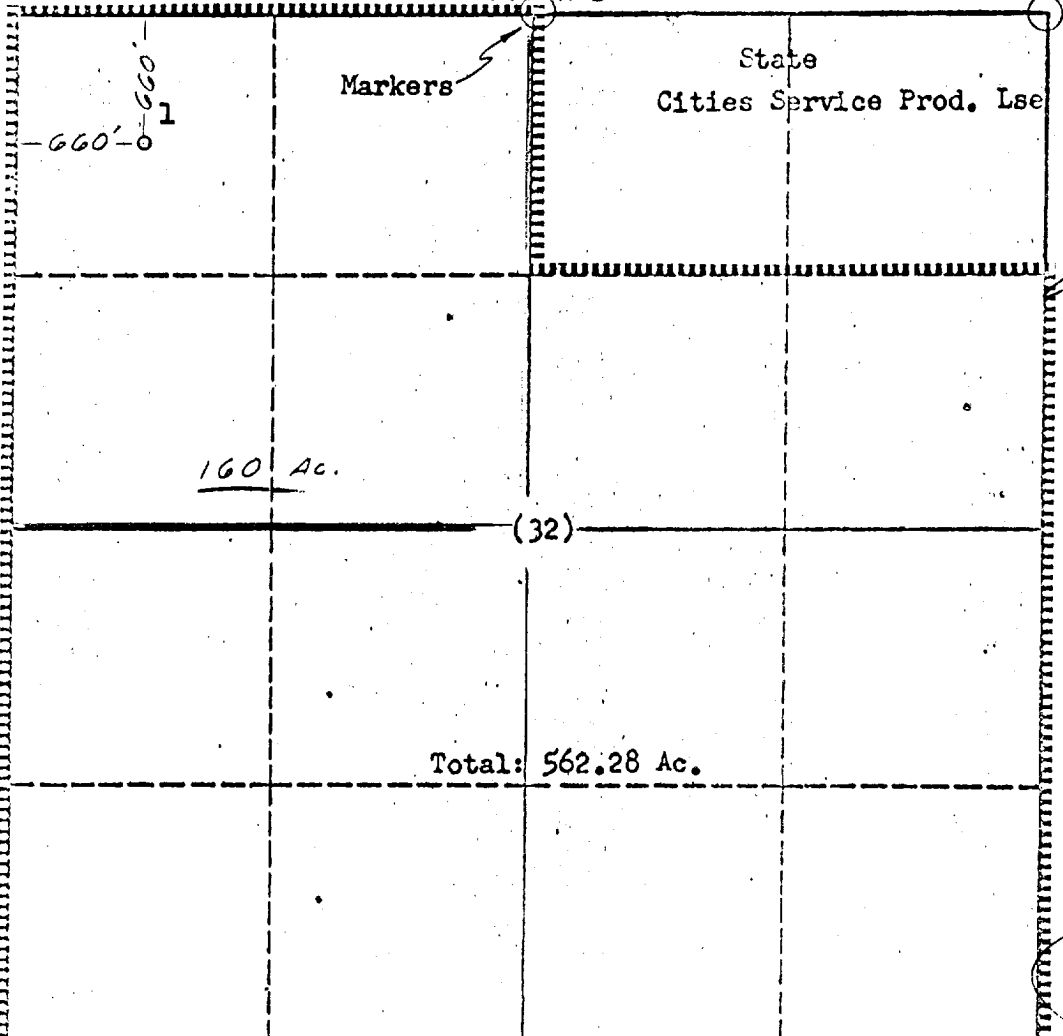 State
Markers
Cities Service Prod. Lse
660'
1
660'
160 Ac.
(32)
Total: 562.28 Ac.